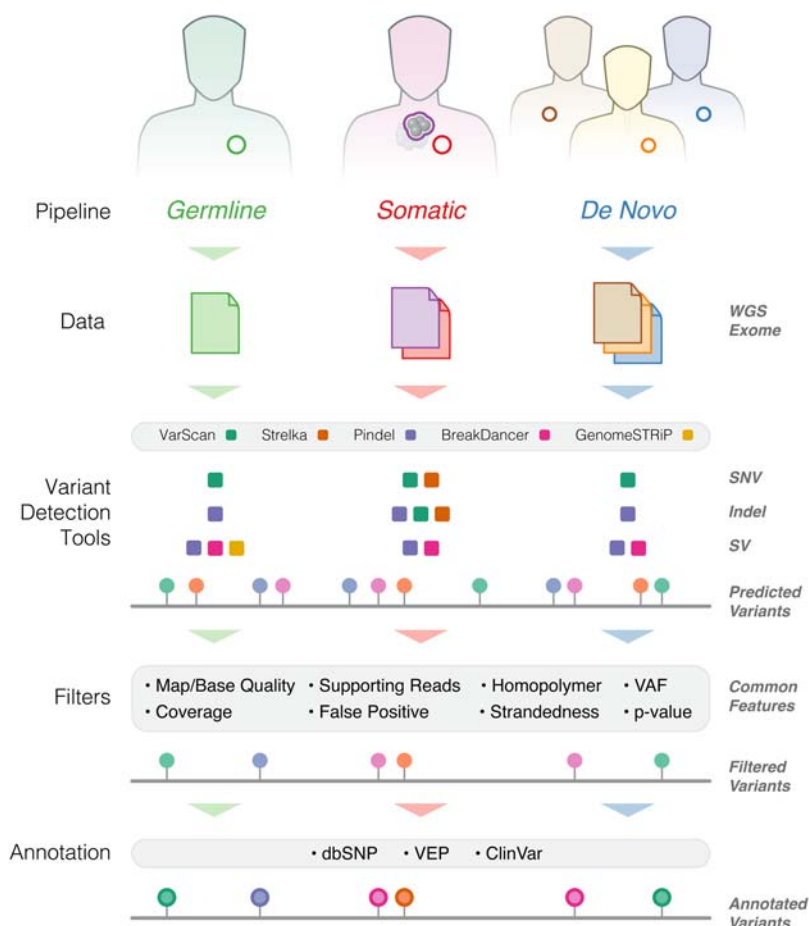 Pipeline Germline Somatic De Novo
Data
WGS
Exome
VarScan Strelka Pindel BreakDancer GenomeSTRiP
Variant
Detection
Tools
SNV
Indel
SV
Predicted
Variants
Filters
• Map/Base Quality • Supporting Reads • Homopolymer • VAF
• Coverage • False Positive • Strandedness • p-value
Common
Features
Filtered
Variants
Annotation • dbSNP • VEP • ClinVar
Annotated
Variants